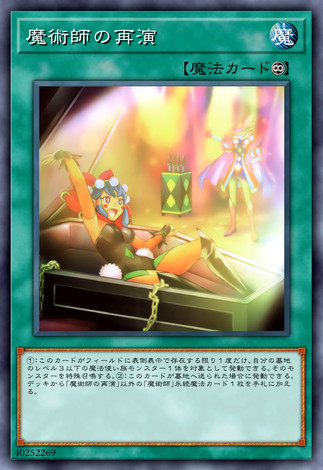 魔術師の再演
魔
【魔法カード】
①:このカードがフィールドに表側表示で存在する限り１度だけ、自分の墓地
のレベル３以下の魔法使い族モンスター１体を対象として発動できる。そのモ
ンスターを特殊召喚する。②:このカードが墓地へ送られた場合に発動できる。
デッキから「魔術師の再演」以外の「魔術師」永続魔法カード１枚を手札に加え
る。
40252269